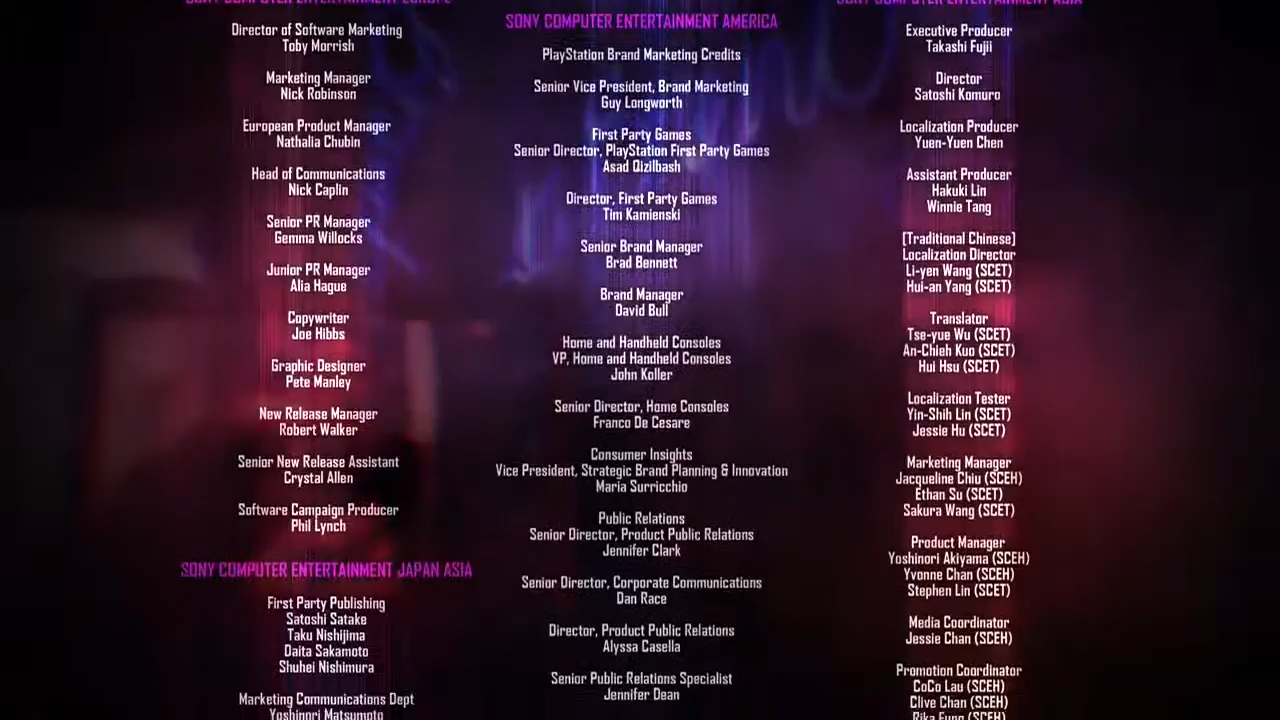 SONY COMPUTER ENTERTAINMENT EUROPE
Director of Software Marketing
Toby Morrish
Marketing Manager
Nick Robinson
European Product Manager
Nathalia Chubin
Head of Communications
Nick Caplin
Senior PR Manager
Gemma Willocks
Junior PR Manager
Alia Hague
Copywriter
Joe Hibbs
Graphic Designer
Pete Manley
New Release Manager
Robert Walker
Senior New Release Assistant
Crystal Allen
Software Campaign Producer
Phil Lynch
SONY COMPUTER ENTERTAINMENT JAPAN ASIA
First Party Publishing
Satoshi Satake
Taku Nishijima
Daita Sakamoto
Shuhei Nishimura
Marketing Communications Dept
Yoshinori Matsumoto
SONY COMPUTER ENTERTAINMENT AMERICA
PlayStation Brand Marketing Credits
Senior Vice President, Brand Marketing
Guy Longworth
First Party Games
Senior Director, PlayStation First Party Games
Asad Qizilbash
Director, First Party Games
Tim Kamienski
Senior Brand Manager
Brad Bennett
Brand Manager
David Bull
Home and Handheld Consoles
VP, Home and Handheld Consoles
John Koller
Senior Director, Home Consoles
Franco De Cesare
Consumer Insights
Vice President, Strategic Brand Planning & Innovation
Maria Surricchio
Public Relations
Senior Director, Product Public Relations
Jennifer Clark
Senior Director, Corporate Communications
Dan Race
Director, Product Public Relations
Alyssa Casella
Senior Public Relations Specialist
Jennifer Dean
SONY COMPUTER ENTERTAINMENT ASIA
Executive Producer
Takashi Fujii
Director
Satoshi Komuro
Localization Producer
Yuen-Yuen Chen
Assistant Producer
Hakuki Lin
Winnie Tang
[Traditional Chinese]
Localization Director
Li-yen Wang (SCET)
Hui-an Yang (SCET)
Translator
Tse-yue Wu (SCET)
An-Chieh Kuo (SCET)
Hui Hsu (SCET)
Localization Tester
Yin-Shih Lin (SCET)
Jessie Hu (SCET)
Marketing Manager
Jacqueline Chiu (SCEH)
Ethan Su (SCET)
Sakura Wang (SCET)
Product Manager
Yoshinori Akiyama (SCEH)
Yvonne Chan (SCEH)
Stephen Lin (SCET)
Media Coordinator
Jessie Chan (SCEH)
Promotion Coordinator
CoCo Lau (SCEH)
Clive Chan (SCEH)
Rika Fung (SCEH)